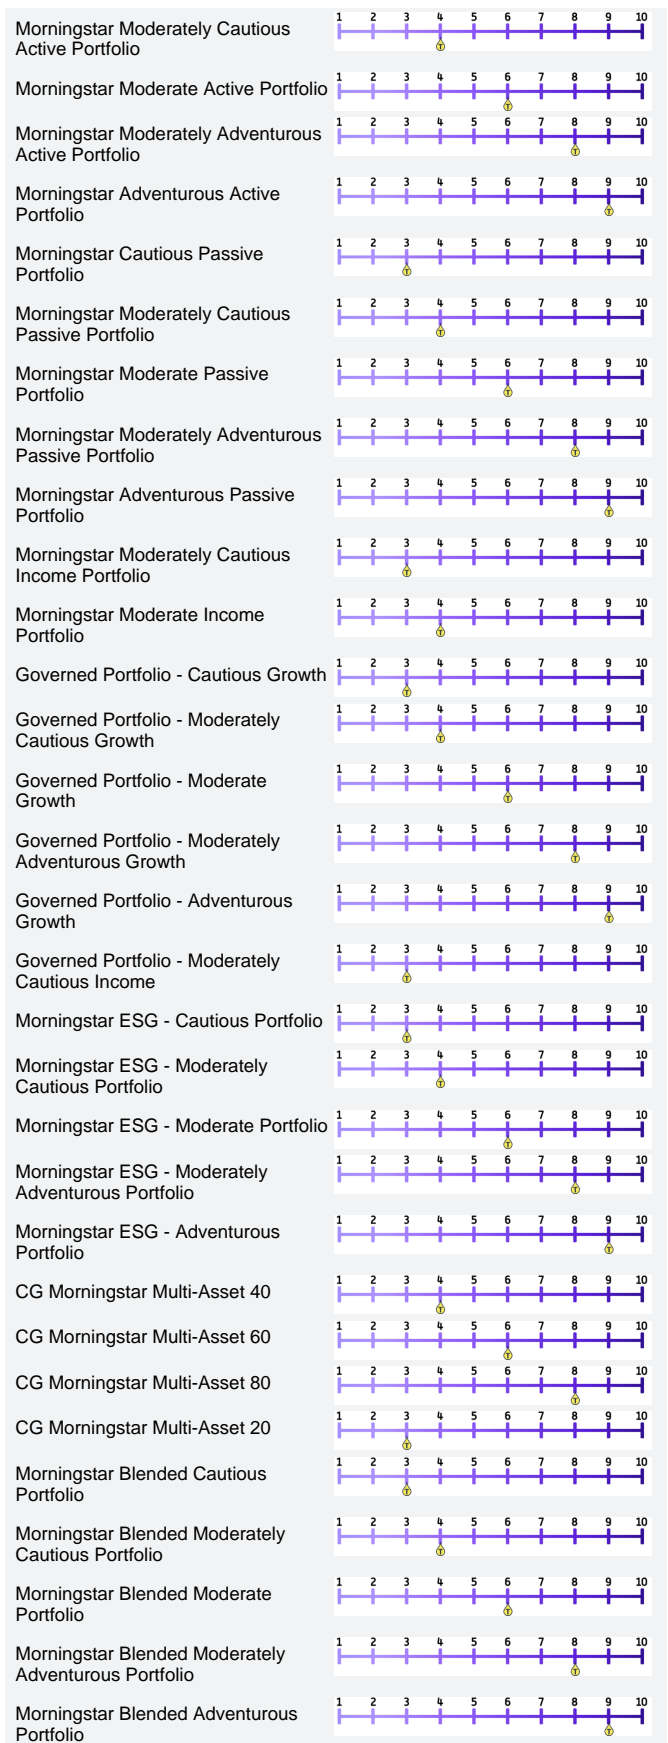 Morningstar Moderately Cautious
Active Portfolio
1 2 3 4 5 6 7 8 9 10
T
Morningstar Moderate Active Portfolio
1 2 3 4 5 6 7 8 9 10
T
Morningstar Moderately Adventurous
Active Portfolio
1 2 3 4 5 6 7 8 9 10
T
Morningstar Adventurous Active
Portfolio
1 2 3 4 5 6 7 8 9 10
T
Morningstar Cautious Passive
Portfolio
1 2 3 4 5 6 7 8 9 10
T
Morningstar Moderately Cautious
Passive Portfolio
1 2 3 4 5 6 7 8 9 10
T
Morningstar Moderate Passive
Portfolio
1 2 3 4 5 6 7 8 9 10
T
Morningstar Moderately Adventurous
Passive Portfolio
1 2 3 4 5 6 7 8 9 10
T
Morningstar Adventurous Passive
Portfolio
1 2 3 4 5 6 7 8 9 10
T
Morningstar Moderately Cautious
Income Portfolio
1 2 3 4 5 6 7 8 9 10
T
Morningstar Moderate Income
Portfolio
1 2 3 4 5 6 7 8 9 10
T
Governed Portfolio - Cautious Growth
1 2 3 4 5 6 7 8 9 10
T
Governed Portfolio - Moderately
Cautious Growth
1 2 3 4 5 6 7 8 9 10
T
Governed Portfolio - Moderate
Growth
1 2 3 4 5 6 7 8 9 10
T
Governed Portfolio - Moderately
Adventurous Growth
1 2 3 4 5 6 7 8 9 10
T
Governed Portfolio - Adventurous
Growth
1 2 3 4 5 6 7 8 9 10
T
Governed Portfolio - Moderately
Cautious Income
1 2 3 4 5 6 7 8 9 10
T
Morningstar ESG - Cautious Portfolio
1 2 3 4 5 6 7 8 9 10
T
Morningstar ESG - Moderately
Cautious Portfolio
1 2 3 4 5 6 7 8 9 10
T
Morningstar ESG - Moderate Portfolio
1 2 3 4 5 6 7 8 9 10
T
Morningstar ESG - Moderately
Adventurous Portfolio
1 2 3 4 5 6 7 8 9 10
T
Morningstar ESG - Adventurous
Portfolio
1 2 3 4 5 6 7 8 9 10
T
CG Morningstar Multi-Asset 40
1 2 3 4 5 6 7 8 9 10
T
CG Morningstar Multi-Asset 60
1 2 3 4 5 6 7 8 9 10
T
CG Morningstar Multi-Asset 80
1 2 3 4 5 6 7 8 9 10
T
CG Morningstar Multi-Asset 20
1 2 3 4 5 6 7 8 9 10
T
Morningstar Blended Cautious
Portfolio
1 2 3 4 5 6 7 8 9 10
T
Morningstar Blended Moderately
Cautious Portfolio
1 2 3 4 5 6 7 8 9 10
T
Morningstar Blended Moderate
Portfolio
1 2 3 4 5 6 7 8 9 10
T
Morningstar Blended Moderately
Adventurous Portfolio
1 2 3 4 5 6 7 8 9 10
T
Morningstar Blended Adventurous
Portfolio
1 2 3 4 5 6 7 8 9 10
T